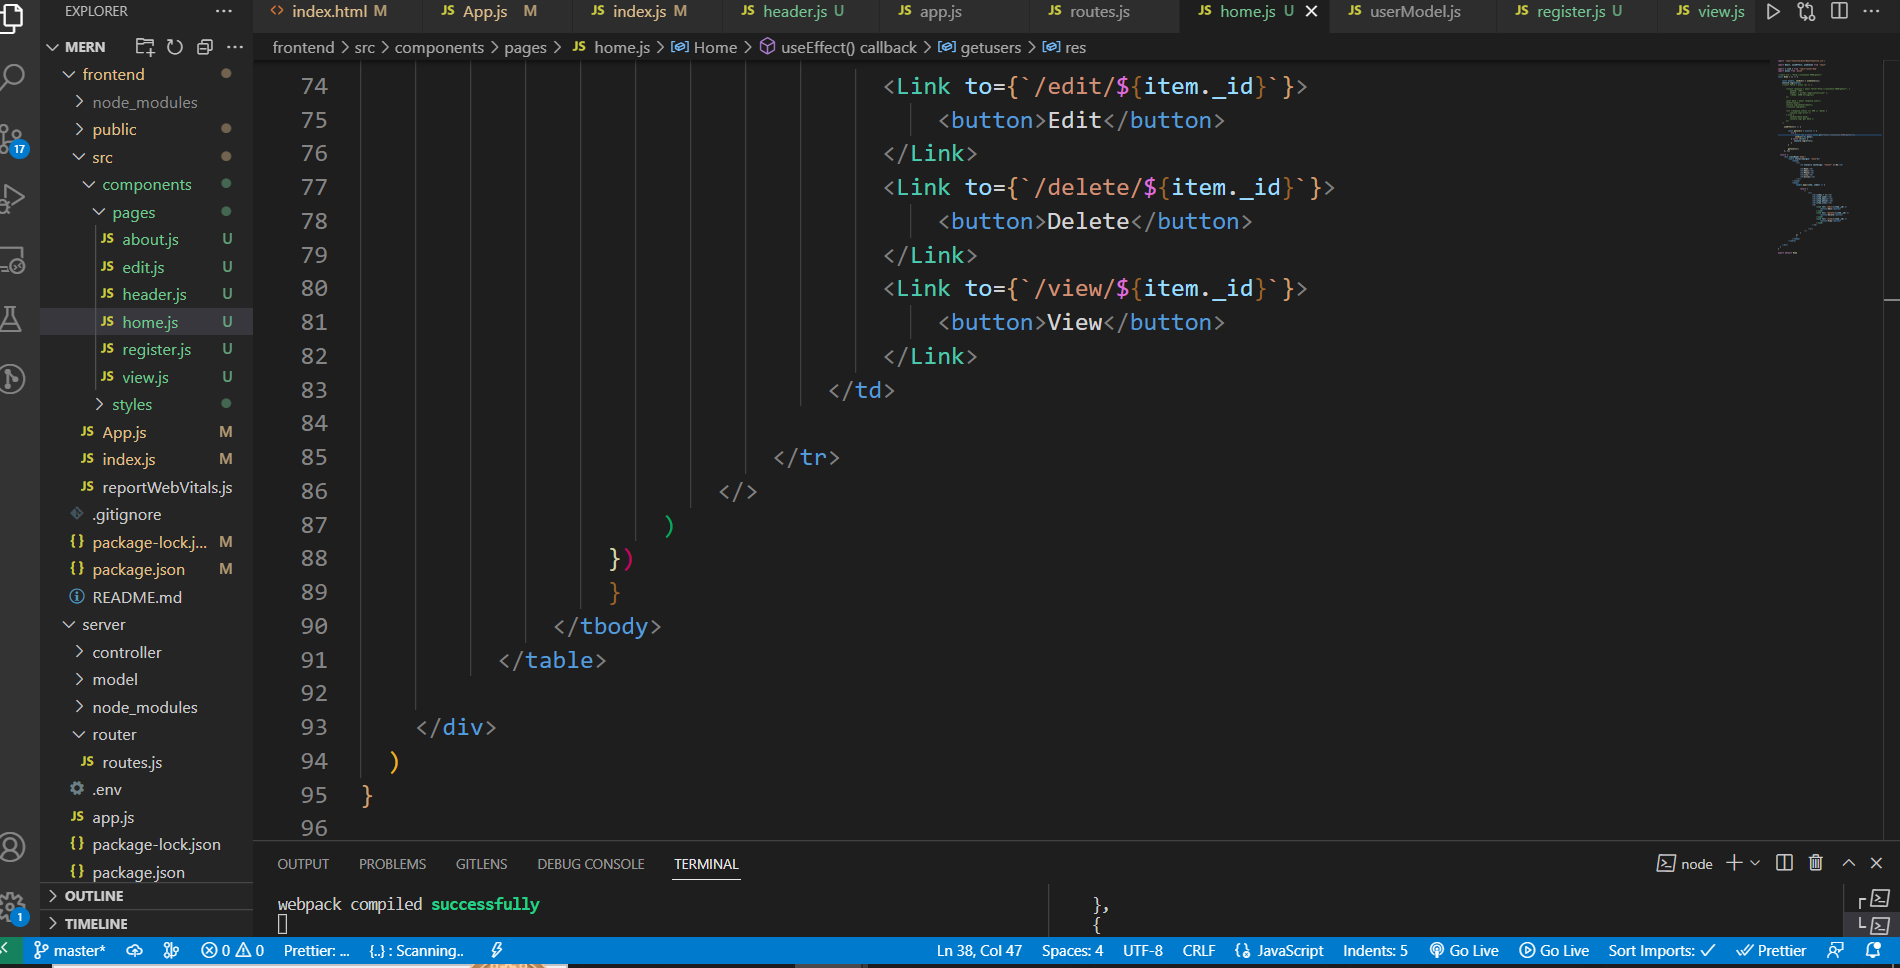 EXPLORER ···
index.html M
App.js M
index.js M
header.js U
app.js
routes.js
home.js U
userModel.js
register.js U
view.js
MERN
frontend > src > components > pages > JS home.js > Home > useEffect() callback > getusers > res
frontend
node_modules
public
src
components
pages
JS about.js U
JS edit.js U
JS header.js U
JS home.js U
JS register.js U
JS view.js U
styles
JS App.js M
JS index.js M
JS reportWebVitals.js
.gitignore
{} package-lock.j... M
{} package.json M
README.md
server
controller
model
node_modules
router
JS routes.js
.env
JS app.js
{} package-lock.json
{} package.json
OUTLINE
TIMELINE
17
1
74 <Link to={`/edit/${item._id}`}>
75 <button>Edit</button>
76 </Link>
77 <Link to={`/delete/${item._id}`}>
78 <button>Delete</button>
79 </Link>
80 <Link to={`/view/${item._id}`}>
81 <button>View</button>
82 </Link>
83 </td>
84
85 </tr>
86 </>
87 )
88 })
89 }
90 </tbody>
91 </table>
92
93 </div>
94 )
95 }
96
OUTPUT PROBLEMS GITLENS DEBUG CONSOLE TERMINAL
node
webpack compiled successfully
},
{
master* 0 0 Prettier: ... {..} : Scanning..
Ln 38, Col 47 Spaces: 4 UTF-8 CRLF JavaScript Indents: 5 Go Live Go Live Sort Imports: ✓ Prettier